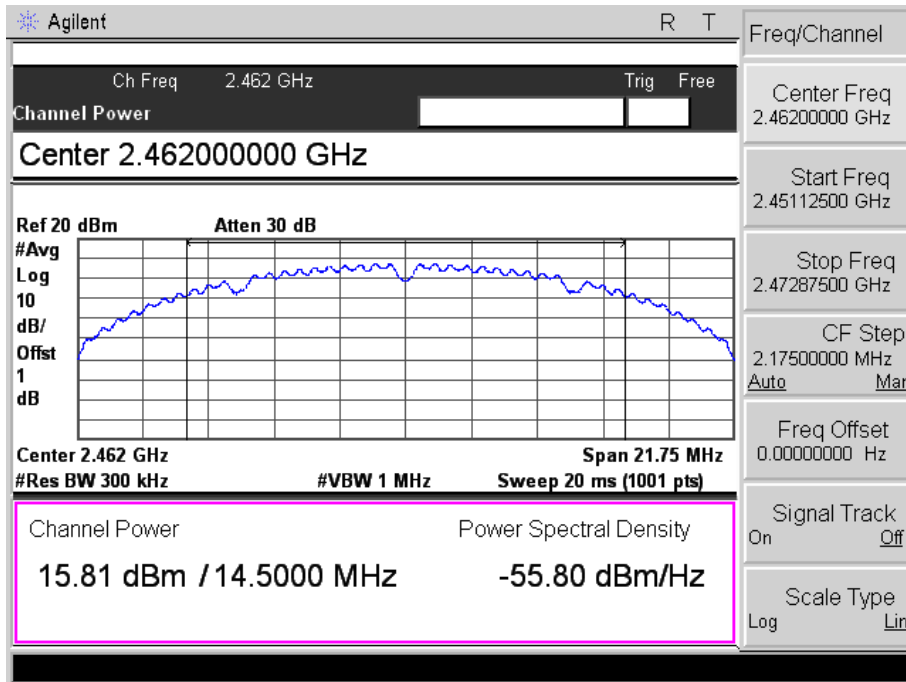 Agilent R T
Ch Freq 2.462 GHz Trig Free
Channel Power
Center 2.462000000 GHz
Ref 20 dBm Atten 30 dB
#Avg
Log
10
dB/
Offst
1
dB
Center 2.462 GHz Span 21.75 MHz
#Res BW 300 kHz #VBW 1 MHz Sweep 20 ms (1001 pts)
Channel Power Power Spectral Density
15.81 dBm / 14.5000 MHz -55.80 dBm/Hz
Freq/Channel
Center Freq
2.46200000 GHz
Start Freq
2.45112500 GHz
Stop Freq
2.47287500 GHz
CF Step
2.17500000 MHz
Auto Man
Freq Offset
0.00000000 Hz
Signal Track
On Off
Scale Type
Log Lin